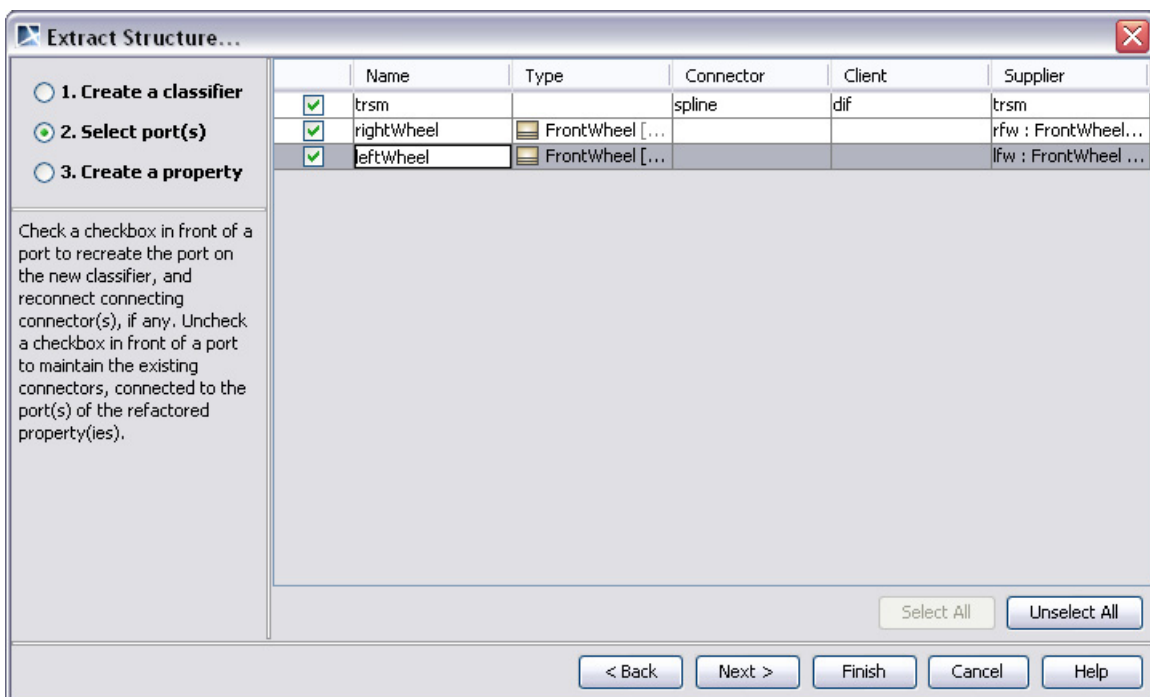 Extract Structure...
1. Create a classifier
2. Select port(s)
3. Create a property
Check a checkbox in front of a
port to recreate the port on
the new classifier, and
reconnect connecting
connector(s), if any. Uncheck
a checkbox in front of a port
to maintain the existing
connectors, connected to the
port(s) of the refactored
property(ies).
Name Type Connector Client Supplier
trsm spline dif trsm
rightWheel FrontWheel [... rfw : FrontWheel...
leftWheel FrontWheel [... lfw : FrontWheel ...
Select All Unselect All
< Back Next > Finish Cancel Help